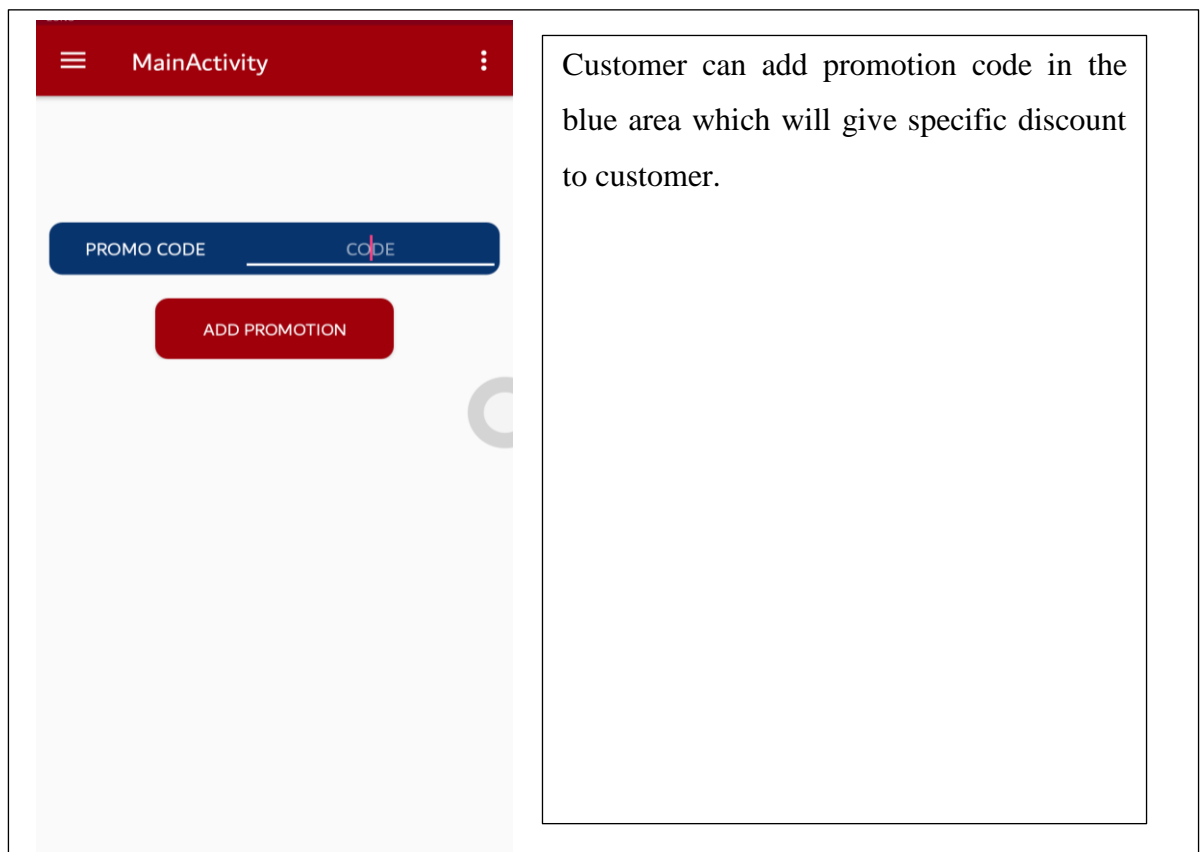 MainActivity
PROMO CODE CODE
ADD PROMOTION
Customer can add promotion code in the
blue area which will give specific discount
to customer.